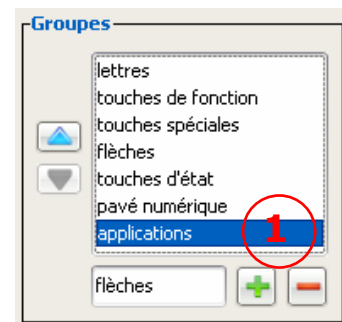 Groupes
lettres
touches de fonction
touches spéciales
flèches
touches d'état
pavé numérique
applications
1
flèches